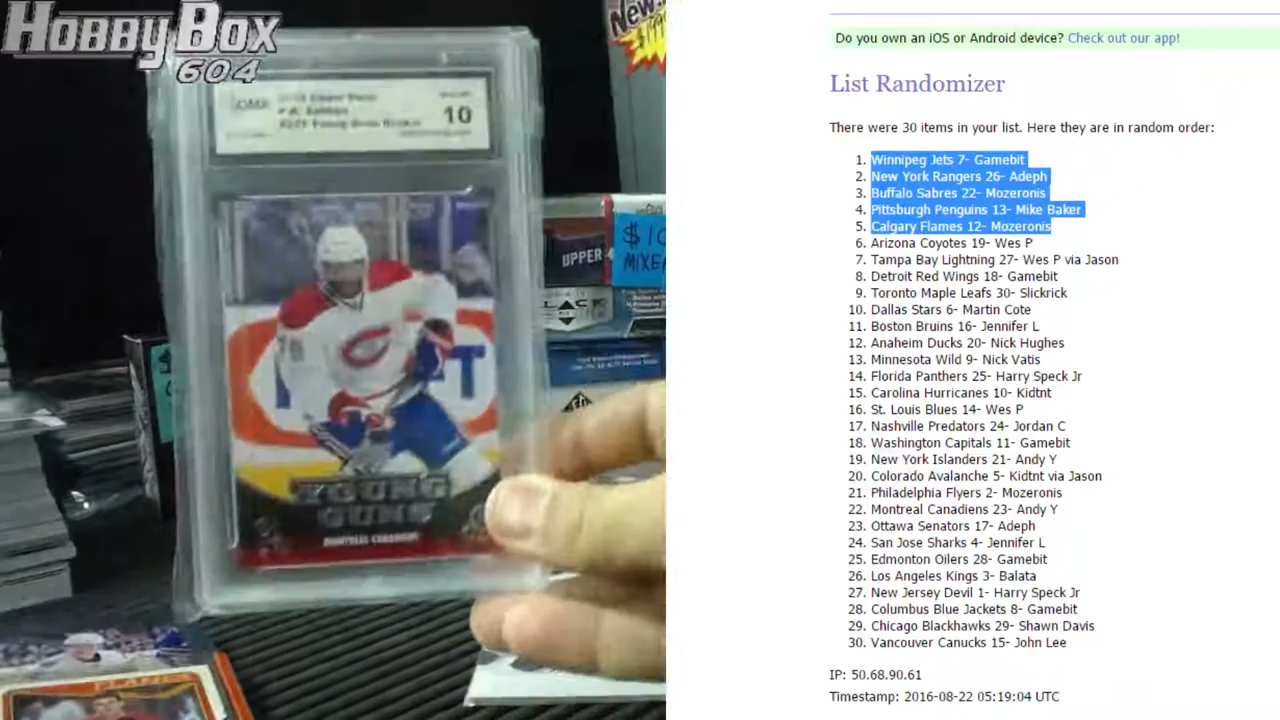 HOBBY BOX
604
New!
$199
10
UPPER
$10
MIXE
YOUNG
GUNS
MONTREAL CANADIENS
FLAMES
Do you own an iOS or Android device? Check out our app!
List Randomizer
There were 30 items in your list. Here they are in random order:
1. Winnipeg Jets 7- Gamebit
2. New York Rangers 26- Adeph
3. Buffalo Sabres 22- Mozeronis
4. Pittsburgh Penguins 13- Mike Baker
5. Calgary Flames 12- Mozeronis
6. Arizona Coyotes 19- Wes P
7. Tampa Bay Lightning 27- Wes P via Jason
8. Detroit Red Wings 18- Gamebit
9. Toronto Maple Leafs 30- Slickrick
10. Dallas Stars 6- Martin Cote
11. Boston Bruins 16- Jennifer L
12. Anaheim Ducks 20- Nick Hughes
13. Minnesota Wild 9- Nick Vatis
14. Florida Panthers 25- Harry Speck Jr
15. Carolina Hurricanes 10- Kidtnt
16. St. Louis Blues 14- Wes P
17. Nashville Predators 24- Jordan C
18. Washington Capitals 11- Gamebit
19. New York Islanders 21- Andy Y
20. Colorado Avalanche 5- Kidtnt via Jason
21. Philadelphia Flyers 2- Mozeronis
22. Montreal Canadiens 23- Andy Y
23. Ottawa Senators 17- Adeph
24. San Jose Sharks 4- Jennifer L
25. Edmonton Oilers 28- Gamebit
26. Los Angeles Kings 3- Balata
27. New Jersey Devil 1- Harry Speck Jr
28. Columbus Blue Jackets 8- Gamebit
29. Chicago Blackhawks 29- Shawn Davis
30. Vancouver Canucks 15- John Lee
IP: 50.68.90.61
Timestamp: 2016-08-22 05:19:04 UTC